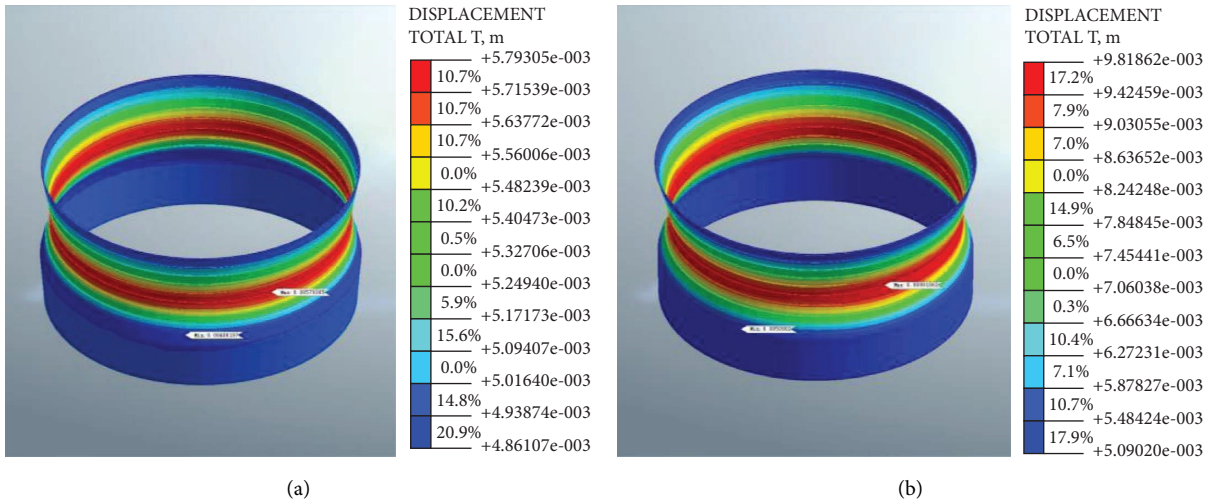 DISPLACEMENT
TOTAL T, m
+5.79305e-003
10.7%
+5.71539e-003
10.7%
+5.63772e-003
10.7%
+5.56006e-003
0.0%
+5.48239e-003
10.2%
+5.40473e-003
0.5%
+5.32706e-003
0.0%
+5.24940e-003
5.9%
+5.17173e-003
15.6%
+5.09407e-003
0.0%
+5.01640e-003
14.8%
+4.93874e-003
20.9%
+4.86107e-003
Max
Min
(a)
DISPLACEMENT
TOTAL T, m
+9.81862e-003
17.2%
+9.42459e-003
7.9%
+9.03055e-003
7.0%
+8.63652e-003
0.0%
+8.24248e-003
14.9%
+7.84845e-003
6.5%
+7.45441e-003
0.0%
+7.06038e-003
0.3%
+6.66634e-003
10.4%
+6.27231e-003
7.1%
+5.87827e-003
10.7%
+5.48424e-003
17.9%
+5.09020e-003
Max
Min
(b)